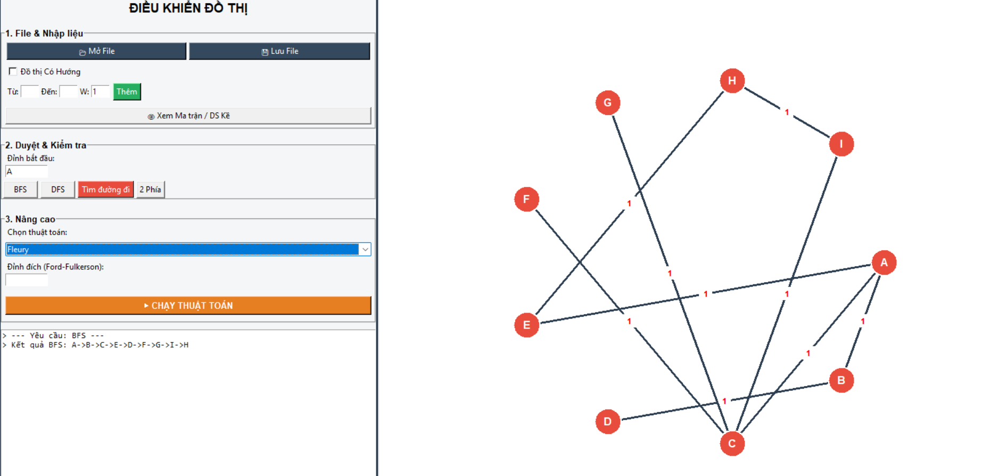 ĐIỀU KHIỂN ĐỒ THỊ
1. File & Nhập liệu
Mở File
Lưu File
Đồ thị Có Hướng
Từ: Đến: W: 1 Thêm
Xem Ma trận / DS Kề
2. Duyệt & Kiểm tra
Đỉnh bắt đầu:
A
BFS DFS Tìm đường đi 2 Phía
3. Nâng cao
Chọn thuật toán:
Fleury
Đỉnh đích (Ford-Fulkerson):
CHẠY THUẬT TOÁN
> --- Yêu cầu: BFS ---
> Kết quả BFS: A->B->C->E->D->F->G->I->H
H
G
1
I
F
1
A
1
1
1
E
1
1
1
B
1
D
C